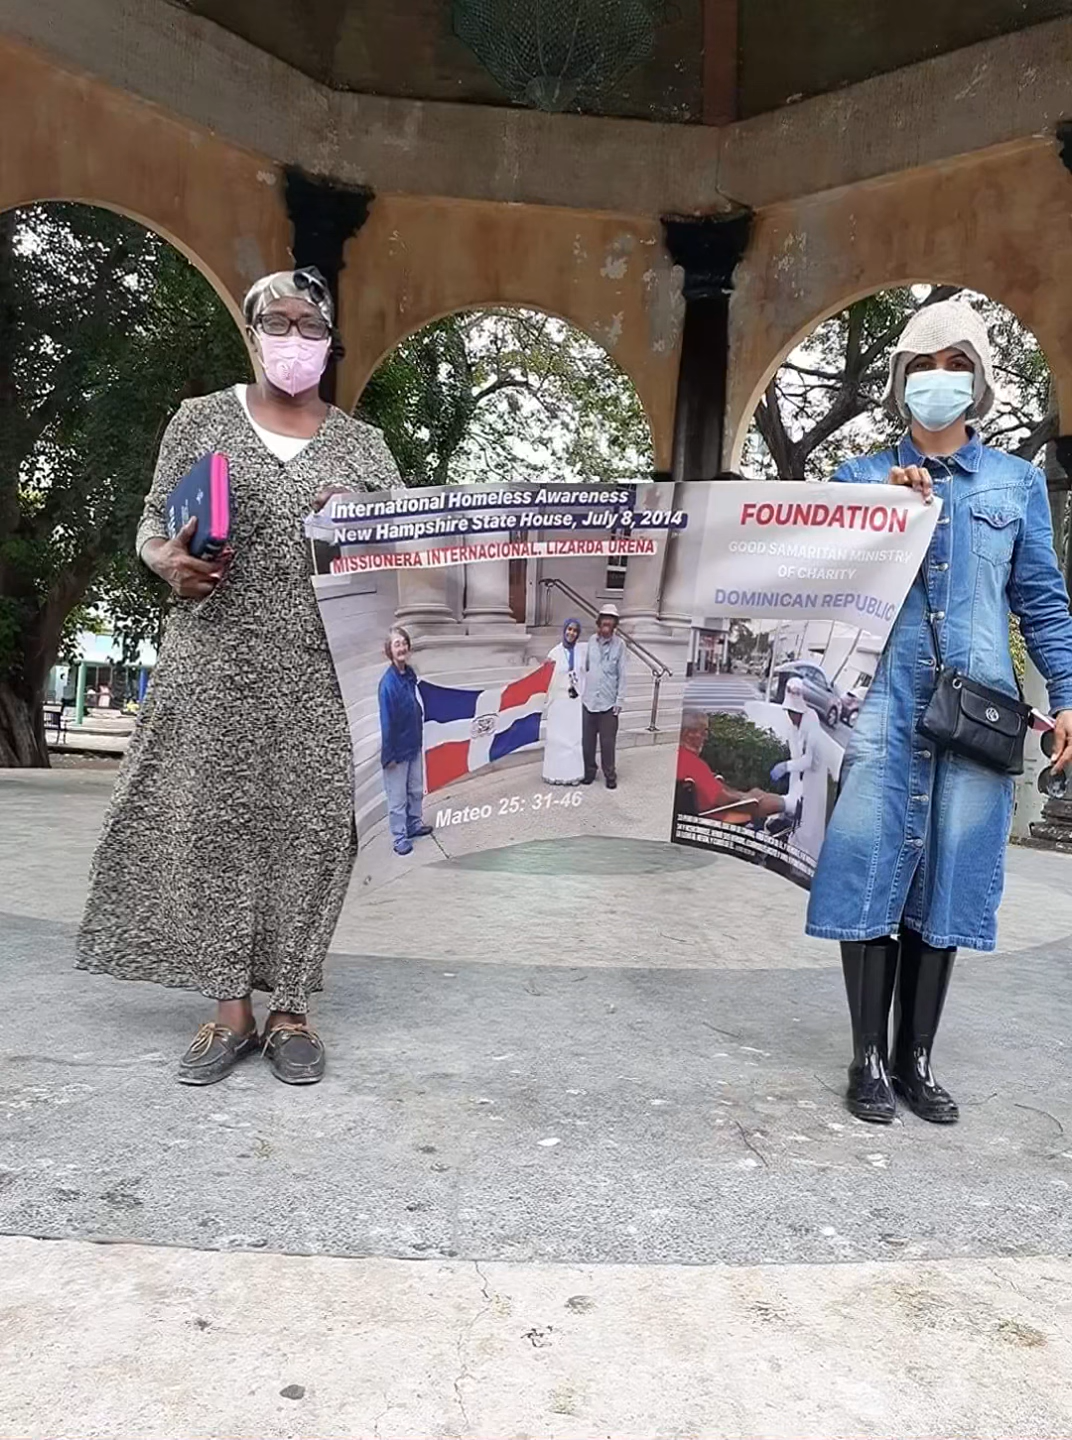 International Homeless Awareness
New Hampshire State House, July 8, 2014
MISSIONERA INTERNACIONAL. LIZARDA UREÑA
Mateo 25: 31-46
FOUNDATION
GOOD SAMARITAN MINISTRY
OF CHARITY
DOMINICAN REPUBLIC